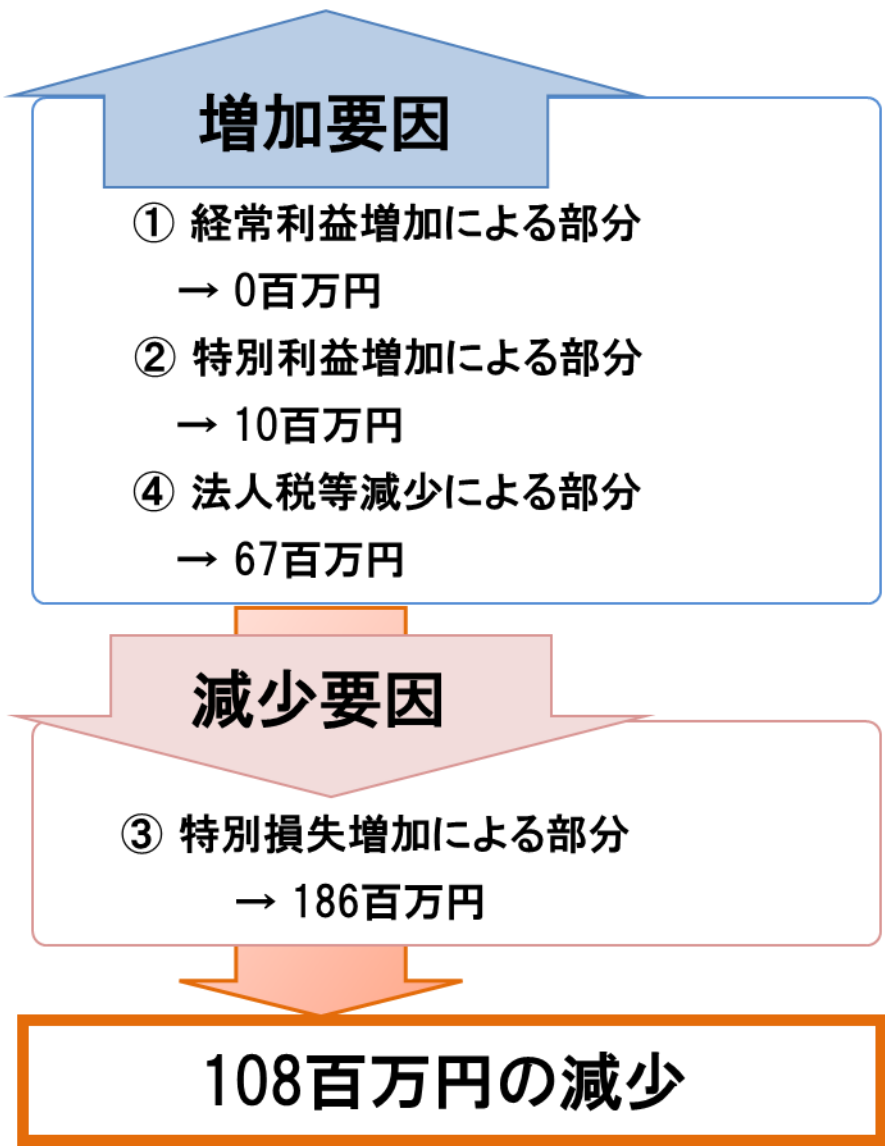 増加要因
① 経常利益増加による部分
→ 0百万円
② 特別利益増加による部分
→ 10百万円
④ 法人税等減少による部分
→ 67百万円
減少要因
③ 特別損失増加による部分
→ 186百万円
108百万円の減少